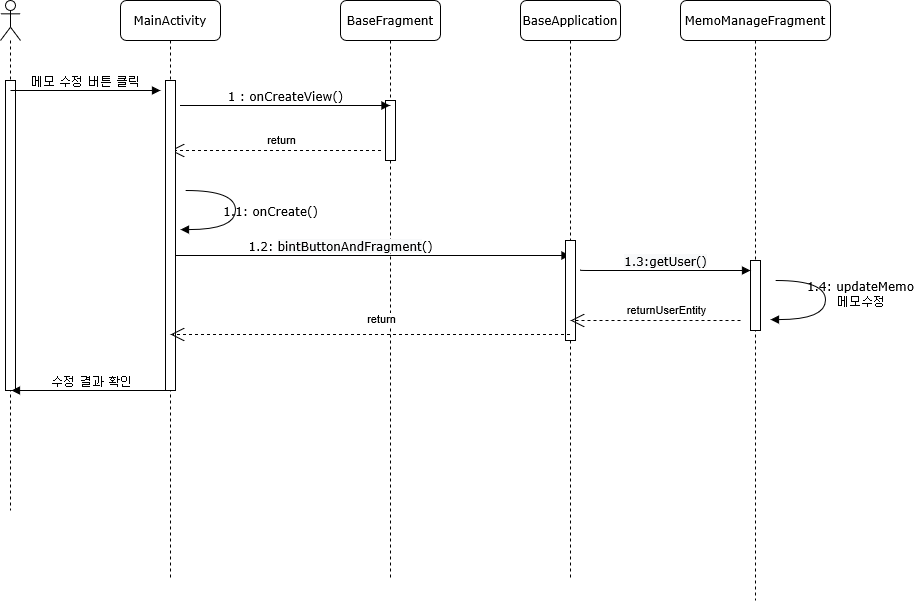 MainActivity
BaseFragment
BaseApplication
MemoManageFragment
메모 수정 버튼 클릭
1 : onCreateView()
return
1.1: onCreate()
1.2: bintButtonAndFragment()
1.3:getUser()
1.4: updateMemo
메모수정
returnUserEntity
return
수정 결과 확인